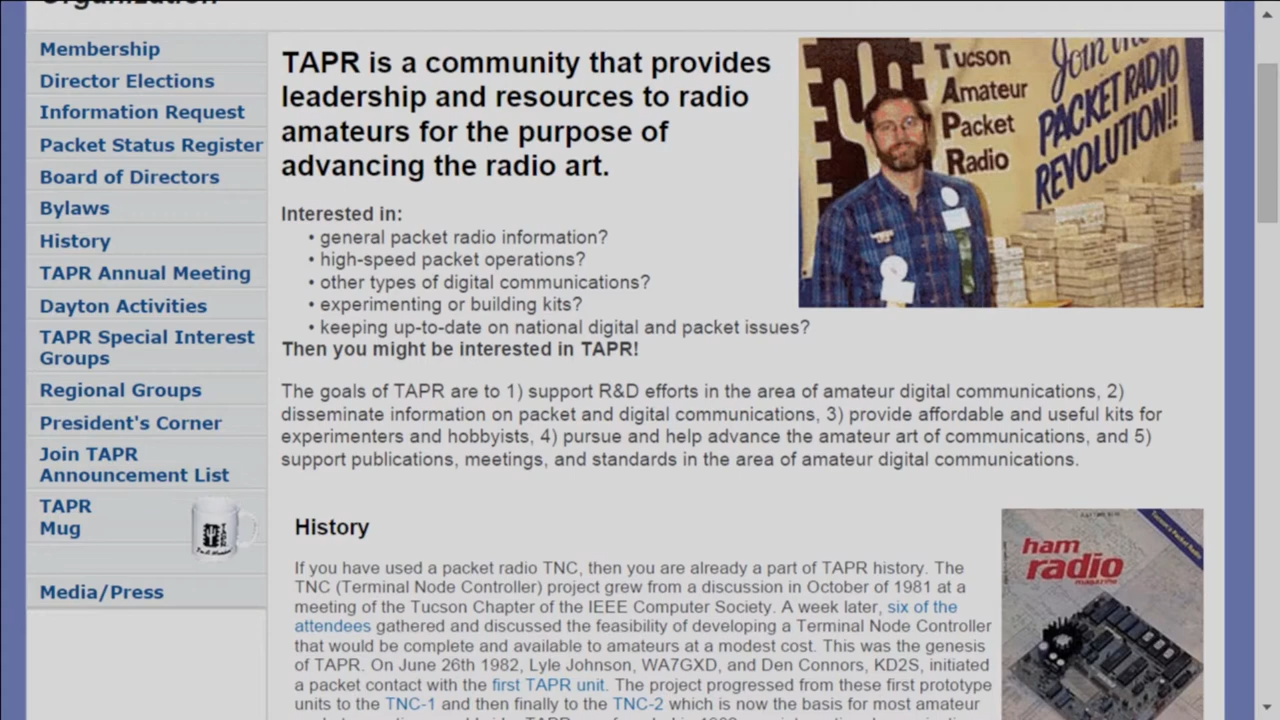 Organization
Membership
Director Elections
Information Request
Packet Status Register
Board of Directors
Bylaws
History
TAPR Annual Meeting
Dayton Activities
TAPR Special Interest
Groups
Regional Groups
President's Corner
Join TAPR
Announcement List
TAPR
Mug
Media/Press
TAPR is a community that provides
leadership and resources to radio
amateurs for the purpose of
advancing the radio art.
Interested in:
• general packet radio information?
• high-speed packet operations?
• other types of digital communications?
• experimenting or building kits?
• keeping up-to-date on national digital and packet issues?
Then you might be interested in TAPR!
Tucson
Amateur
Packet
Radio
Join the
PACKET RADIO
REVOLUTION!!
The goals of TAPR are to 1) support R&D efforts in the area of amateur digital communications, 2)
disseminate information on packet and digital communications, 3) provide affordable and useful kits for
experimenters and hobbyists, 4) pursue and help advance the amateur art of communications, and 5)
support publications, meetings, and standards in the area of amateur digital communications.
History
If you have used a packet radio TNC, then you are already a part of TAPR history. The
TNC (Terminal Node Controller) project grew from a discussion in October of 1981 at a
meeting of the Tucson Chapter of the IEEE Computer Society. A week later, six of the
attendees gathered and discussed the feasibility of developing a Terminal Node Controller
that would be complete and available to amateurs at a modest cost. This was the genesis
of TAPR. On June 26th 1982, Lyle Johnson, WA7GXD, and Den Connors, KD2S, initiated
a packet contact with the first TAPR unit. The project progressed from these first prototype
units to the TNC-1 and then finally to the TNC-2 which is now the basis for most amateur
ham
radio
magazine